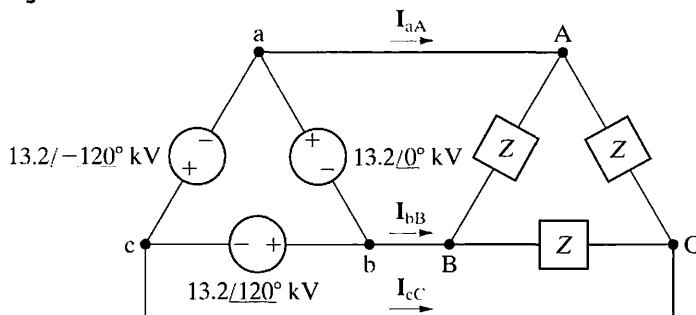 I_aA
a
A
13.2/−120° kV
−
+
+
−
13.2/0° kV
Z
Z
I_bB
c
−
+
b
B
Z
C
13.2/120° kV
I_cC